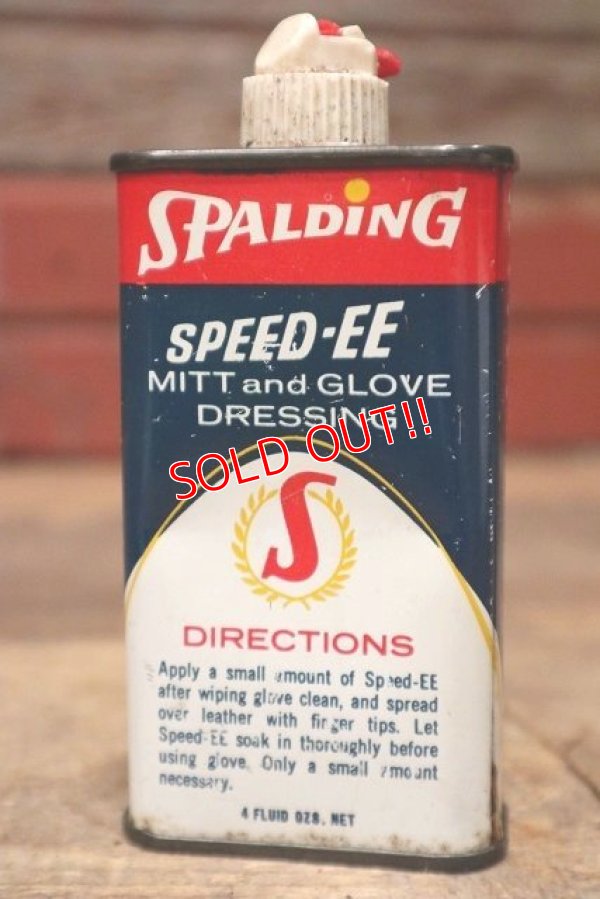 SPALDING
SPEED-EE
MITT and GLOVE
DRESSING
SOLD OUT!!
S
DIRECTIONS
Apply a small amount of Speed-EE
after wiping glove clean, and spread
over leather with finger tips. Let
Speed-EE soak in thoroughly before
using glove. Only a small amount
necessary.
4 FLUID OZS. NET